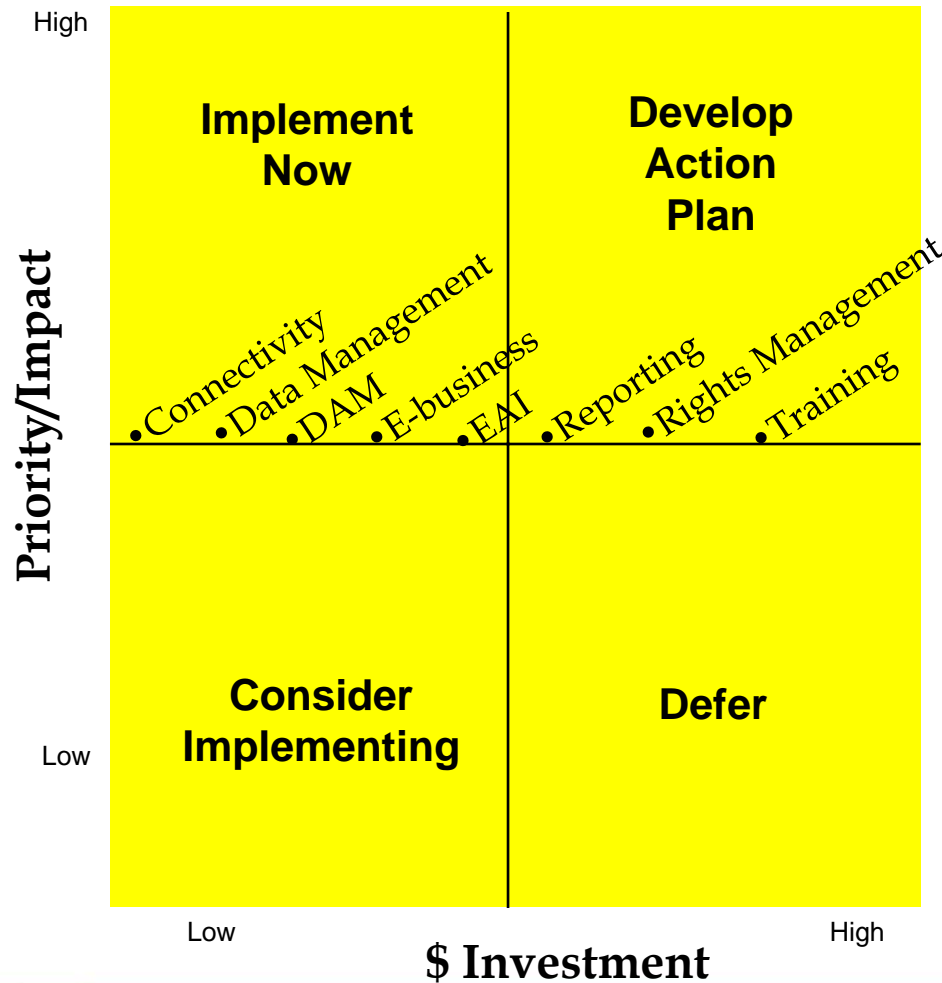 High
Implement
Now
Develop
Action
Plan
Priority/Impact
•Connectivity
•Data Management
•DAM
•E-business
•EAI
•Reporting
•Rights Management
•Training
Consider
Implementing
Defer
Low
Low
High
$ Investment